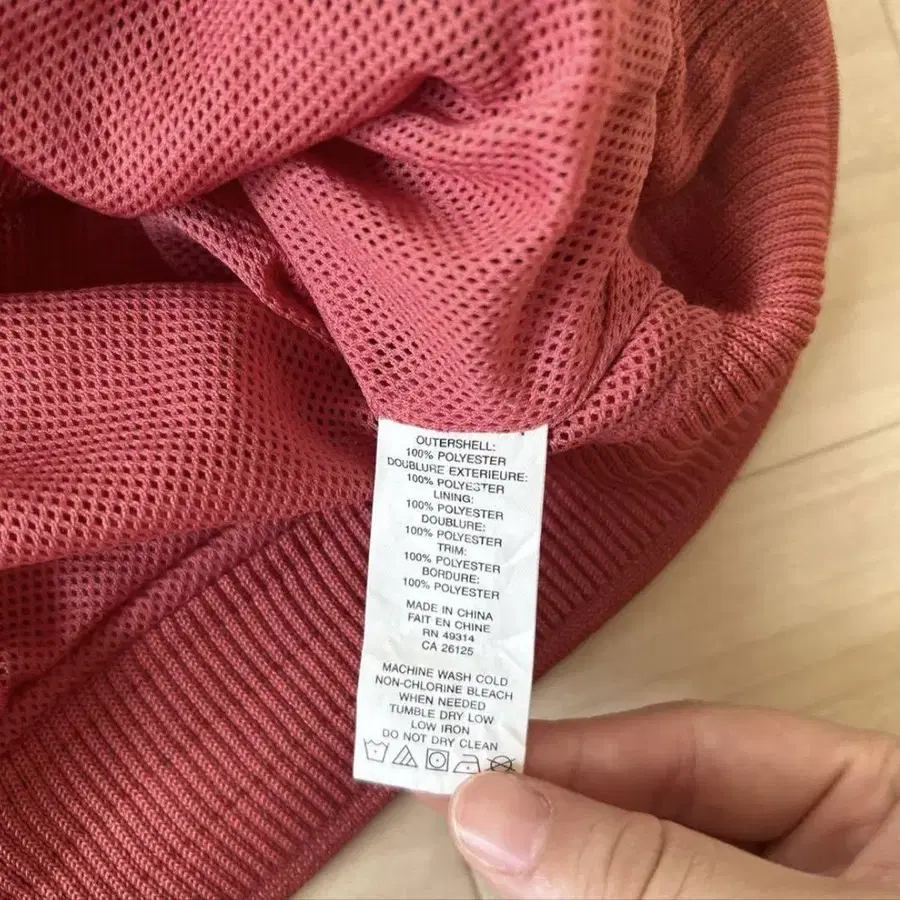 OUTERSHELL:
100% POLYESTER
DOUBLURE EXTERIEURE:
100% POLYESTER
LINING:
100% POLYESTER
DOUBLURE:
100% POLYESTER
TRIM:
100% POLYESTER
BORDURE:
100% POLYESTER
MADE IN CHINA
FAIT EN CHINE
RN 49314
CA 26125
MACHINE WASH COLD
NON-CHLORINE BLEACH
WHEN NEEDED
TUMBLE DRY LOW
LOW IRON
DO NOT DRY CLEAN